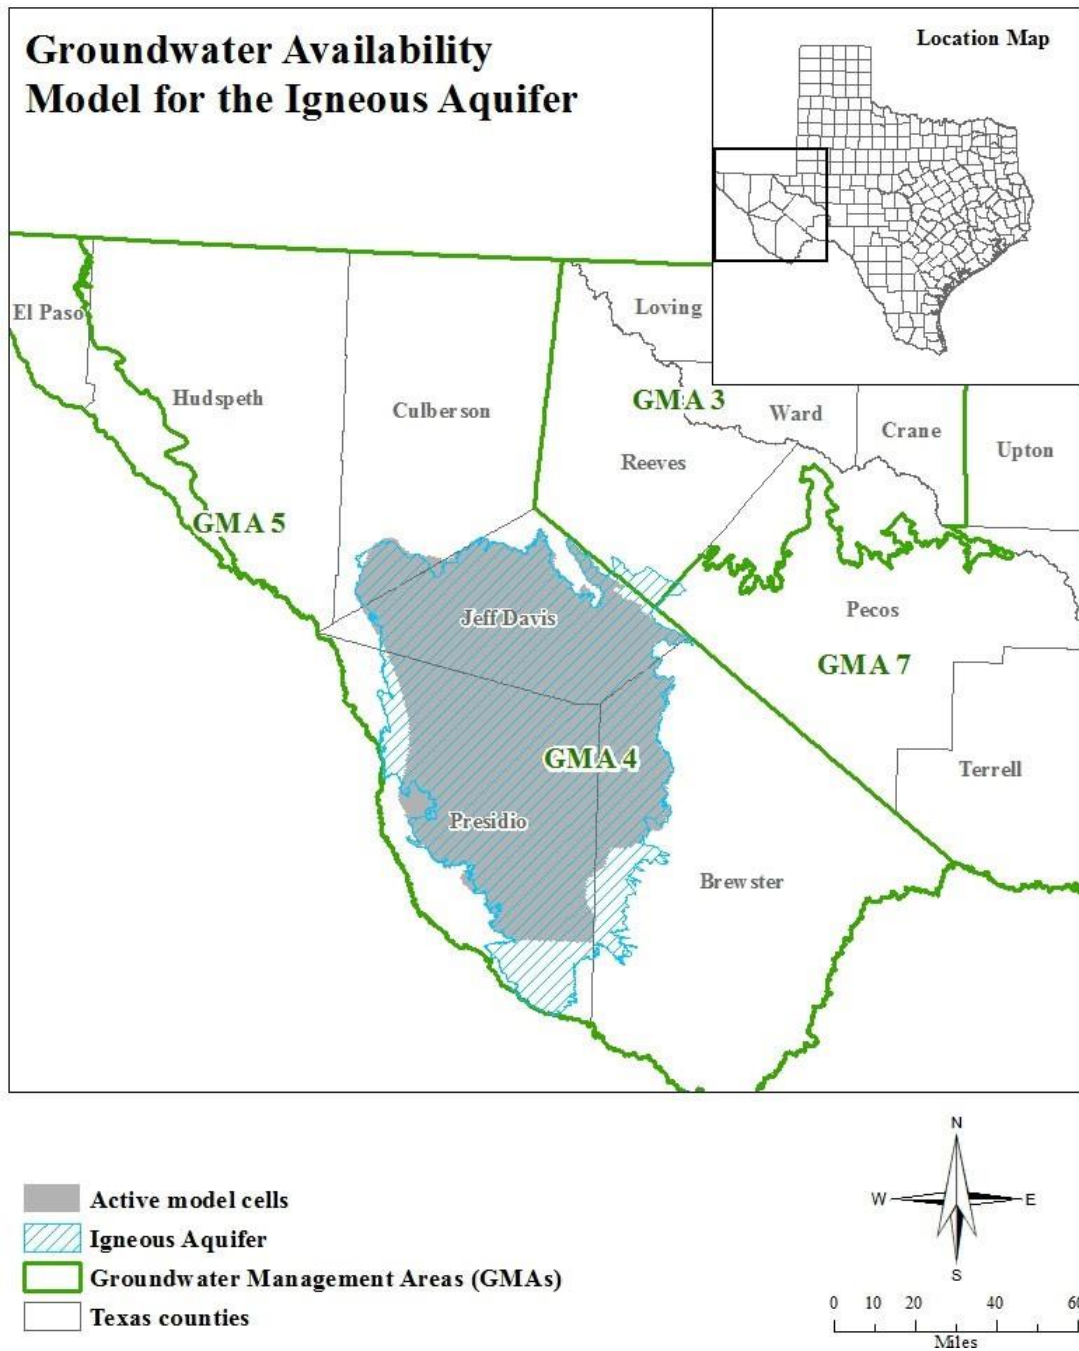 Groundwater Availability
Model for the Igneous Aquifer
Location Map
El Paso
Loving
Hudspeth
Culberson
GMA 3
Ward
Crane
Reeves
Upton
GMA 5
Jeff Davis
Pecos
GMA 7
GMA 4
Terrell
Presidio
Brewster
N
W
E
S
Active model cells
Igneous Aquifer
Groundwater Management Areas (GMAs)
Texas counties
0 10 20 40 60
Miles